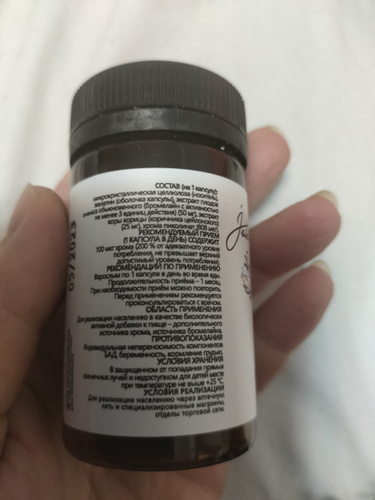 СОСТАВ (на 1 капсулу):
микрокристаллическая целлюлоза (носитель),
желатин (оболочка капсулы), экстракт плодов
ананаса обыкновенного (бромелайн с активностью
не менее 3 единиц действия) (50 мг), экстракт
коры корицы (коричника цейлонского)
(25 мг), хрома пиколинат (806 мкг).
РЕКОМЕНДУЕМЫЙ ПРИЕМ
(1 КАПСУЛА В ДЕНЬ) СОДЕРЖИТ
100 мкг хрома (200 % от адекватного уровня
потребления, не превышает верхний
допустимый уровень потребления).
РЕКОМЕНДАЦИИ ПО ПРИМЕНЕНИЮ
Взрослым по 1 капсуле в день во время еды.
Продолжительность приёма – 1 месяц.
При необходимости приём можно повторить.
Перед применением рекомендуется
проконсультироваться с врачом.
ОБЛАСТЬ ПРИМЕНЕНИЯ
Для реализации населению в качестве биологически
активной добавки к пище – дополнительного
источника хрома, источника бромелайна.
ПРОТИВОПОКАЗАНИЯ
Индивидуальная непереносимость компонентов
БАД, беременность, кормление грудью.
УСЛОВИЯ ХРАНЕНИЯ
В защищенном от попадания прямых
солнечных лучей и недоступном для детей месте
при температуре не выше +25 °С.
УСЛОВИЯ РЕАЛИЗАЦИИ
Для реализации населению через аптечную
сеть и специализированные магазины,
отделы торговой сети.